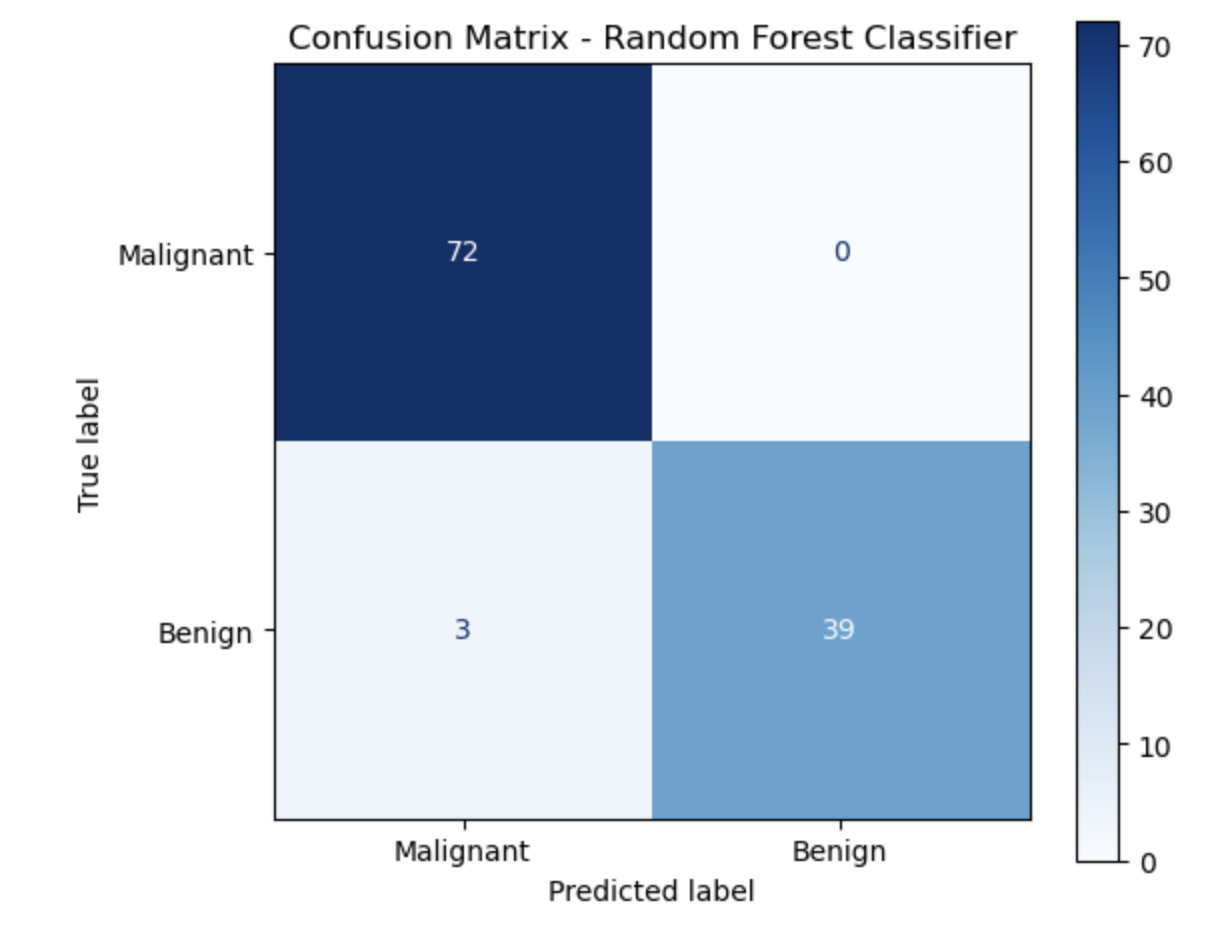 Confusion Matrix - Random Forest Classifier
70
60
50
40
30
20
10
0
True label
Malignant
72
0
Benign
3
39
Malignant
Benign
Predicted label